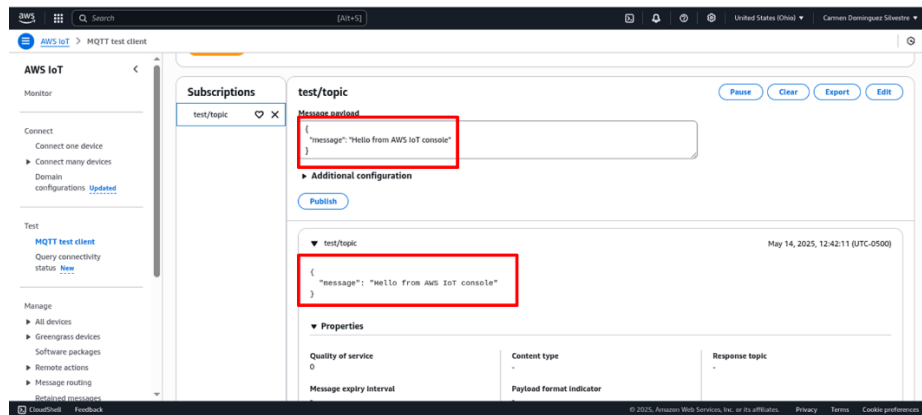 aws
Search
[Alt+S]
United States (Ohio)
Carmen Dominguez Silvestre
AWS IoT > MQTT test client
AWS IoT
Monitor
Connect
Connect one device
Connect many devices
Domain
configurations Updated
Test
MQTT test client
Query connectivity
status New
Manage
All devices
Greengrass devices
Software packages
Remote actions
Message routing
Retained messages
Subscriptions
test/topic
test/topic
Pause
Clear
Export
Edit
Message payload
{
"message": "Hello from AWS IoT console"
}
Additional configuration
Publish
test/topic
May 14, 2025, 12:42:11 (UTC-0500)
{
"message": "Hello from AWS IoT console"
}
Properties
Quality of service
0
Content type
-
Response topic
-
Message expiry interval
Payload format indicator
CloudShell Feedback
© 2025, Amazon Web Services, Inc. or its affiliates. Privacy Terms Cookie preferences